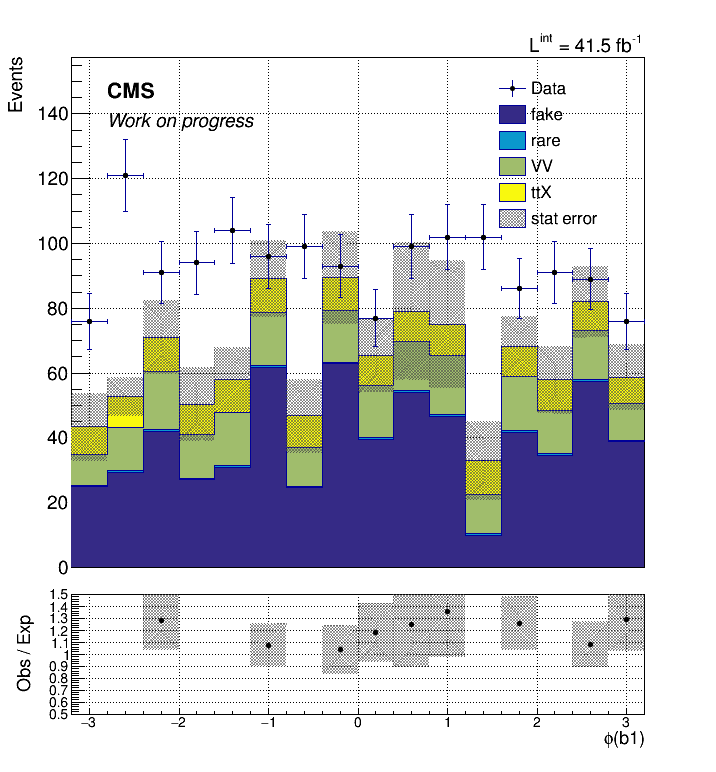 L^int = 41.5 fb^-1
Events
CMS
Work on progress
Data
fake
rare
VV
ttX
stat error
140
120
100
80
60
40
20
0
Obs / Exp
1.5
1.4
1.3
1.2
1.1
1
0.9
0.8
0.7
0.6
0.5
−3 −2 −1 0 1 2 3
ϕ(b1)